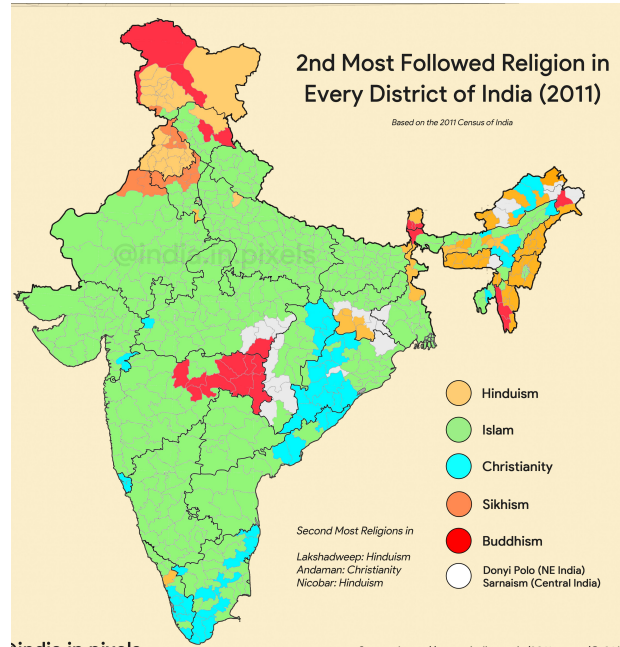 2nd Most Followed Religion in
Every District of India (2011)
Based on the 2011 Census of India
@india.in.pixels
Hinduism
Islam
Christianity
Sikhism
Buddhism
Donyi Polo (NE India)
Sarnaism (Central India)
Second Most Religions in
Lakshadweep: Hinduism
Andaman: Christianity
Nicobar: Hinduism